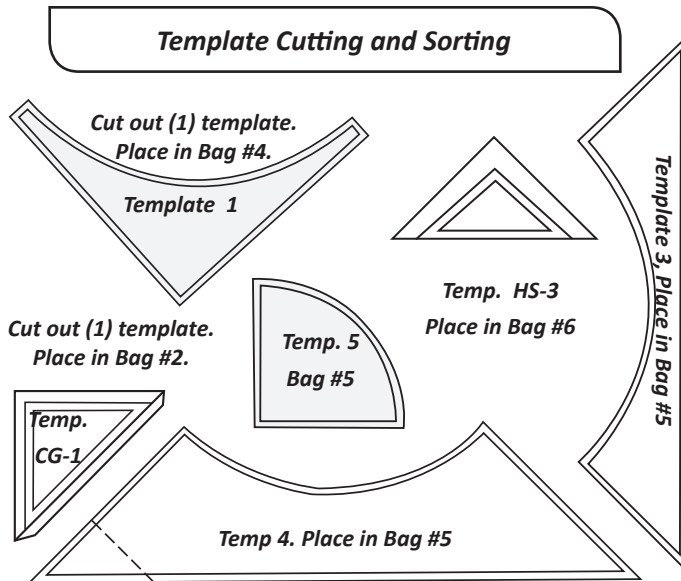 Template Cutting and Sorting
Cut out (1) template.
Place in Bag #4.
Template 1
Template 3, Place in Bag #5
Temp. HS-3
Place in Bag #6
Temp. 5
Bag #5
Cut out (1) template.
Place in Bag #2.
Temp.
CG-1
Temp 4. Place in Bag #5